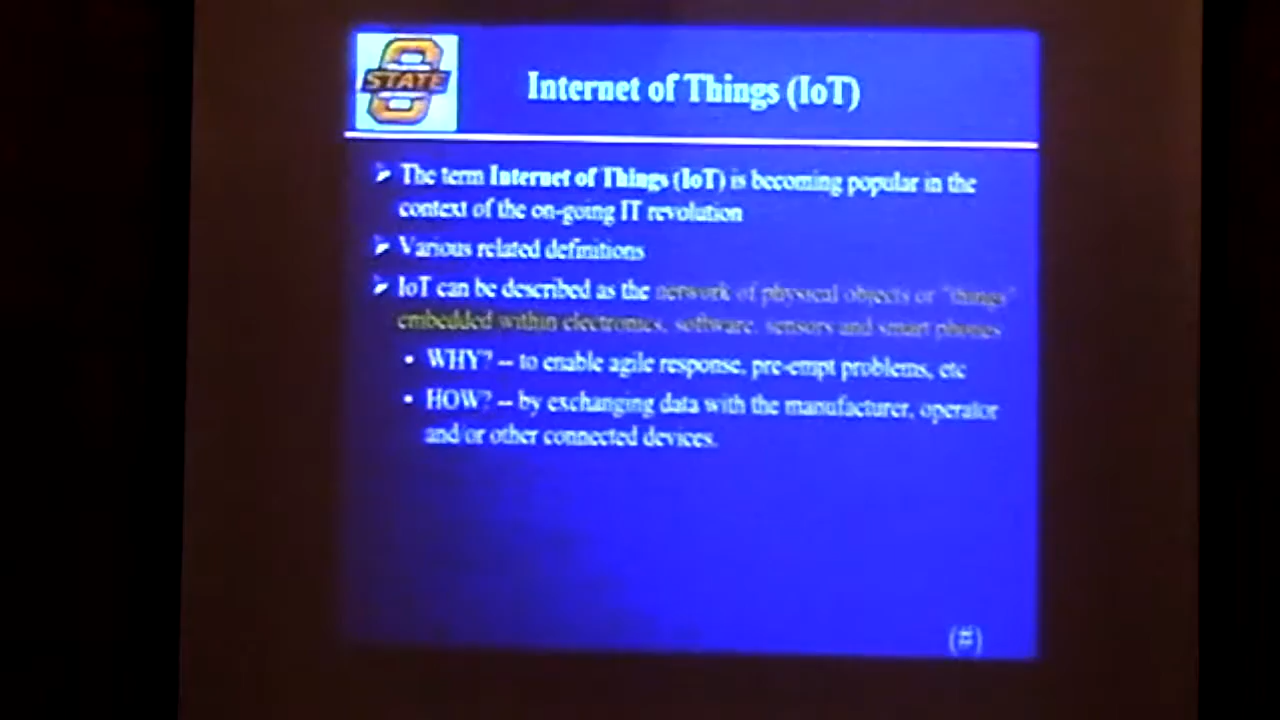 STATE
Internet of Things (IoT)
The term Internet of Things (IoT) is becoming popular in the
context of the on-going IT revolution
Various related definitions
IoT can be described as the network of physical objects or "things"
embedded within electronics, software, sensors and smart phones
• WHY? -- to enable agile response, pre-empt problems, etc
• HOW? -- by exchanging data with the manufacturer, operator
and/or other connected devices.
(#)